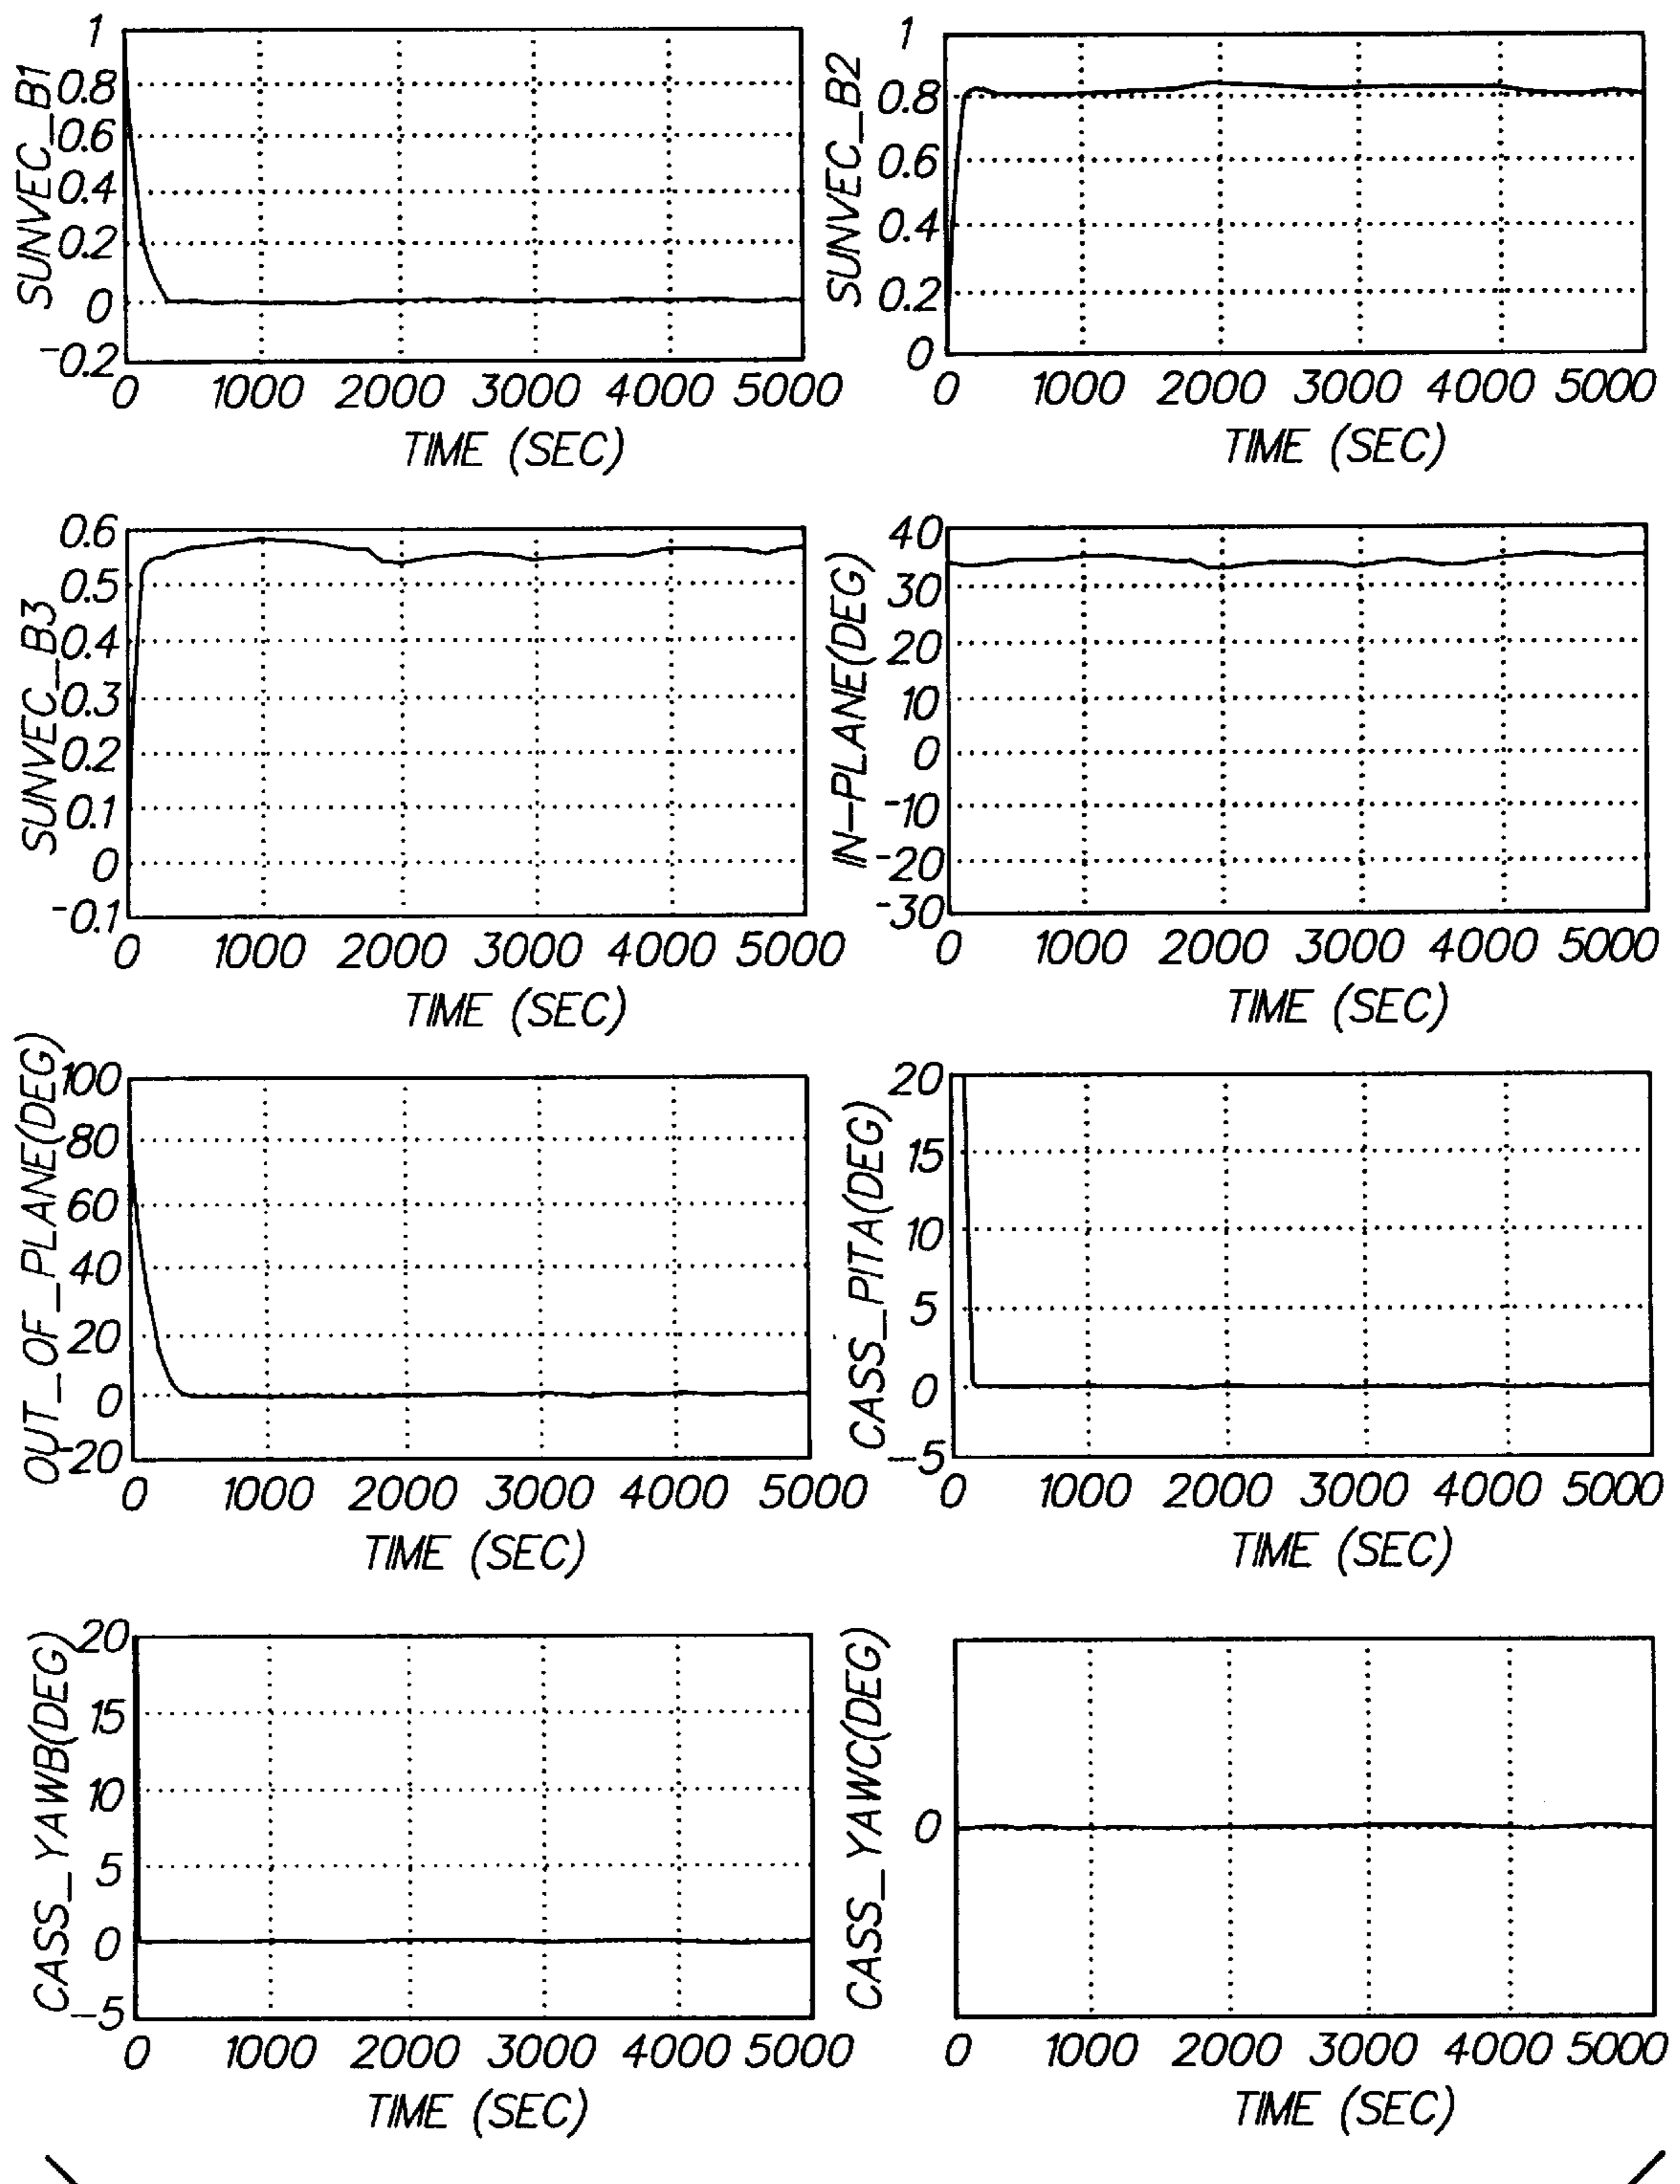 SUNVEC_B1
1
0.8
0.6
0.4
0.2
0
-0.2
0 1000 2000 3000 4000 5000
TIME (SEC)
SUNVEC_B2
1
0.8
0.6
0.4
0.2
0
0 1000 2000 3000 4000 5000
TIME (SEC)
SUNVEC_B3
0.6
0.5
0.4
0.3
0.2
0.1
0
-0.1
0 1000 2000 3000 4000 5000
TIME (SEC)
IN-PLANE(DEG)
40
30
20
10
0
-10
-20
-30
0 1000 2000 3000 4000 5000
TIME (SEC)
OUT_OF_PLANE(DEG)
100
80
60
40
20
0
-20
0 1000 2000 3000 4000 5000
TIME (SEC)
CASS_PITA(DEG)
20
15
10
5
0
-5
0 1000 2000 3000 4000 5000
TIME (SEC)
CASS_YAWB(DEG)
20
15
10
5
0
-5
0 1000 2000 3000 4000 5000
TIME (SEC)
CASS_YAWC(DEG)
0
0 1000 2000 3000 4000 5000
TIME (SEC)